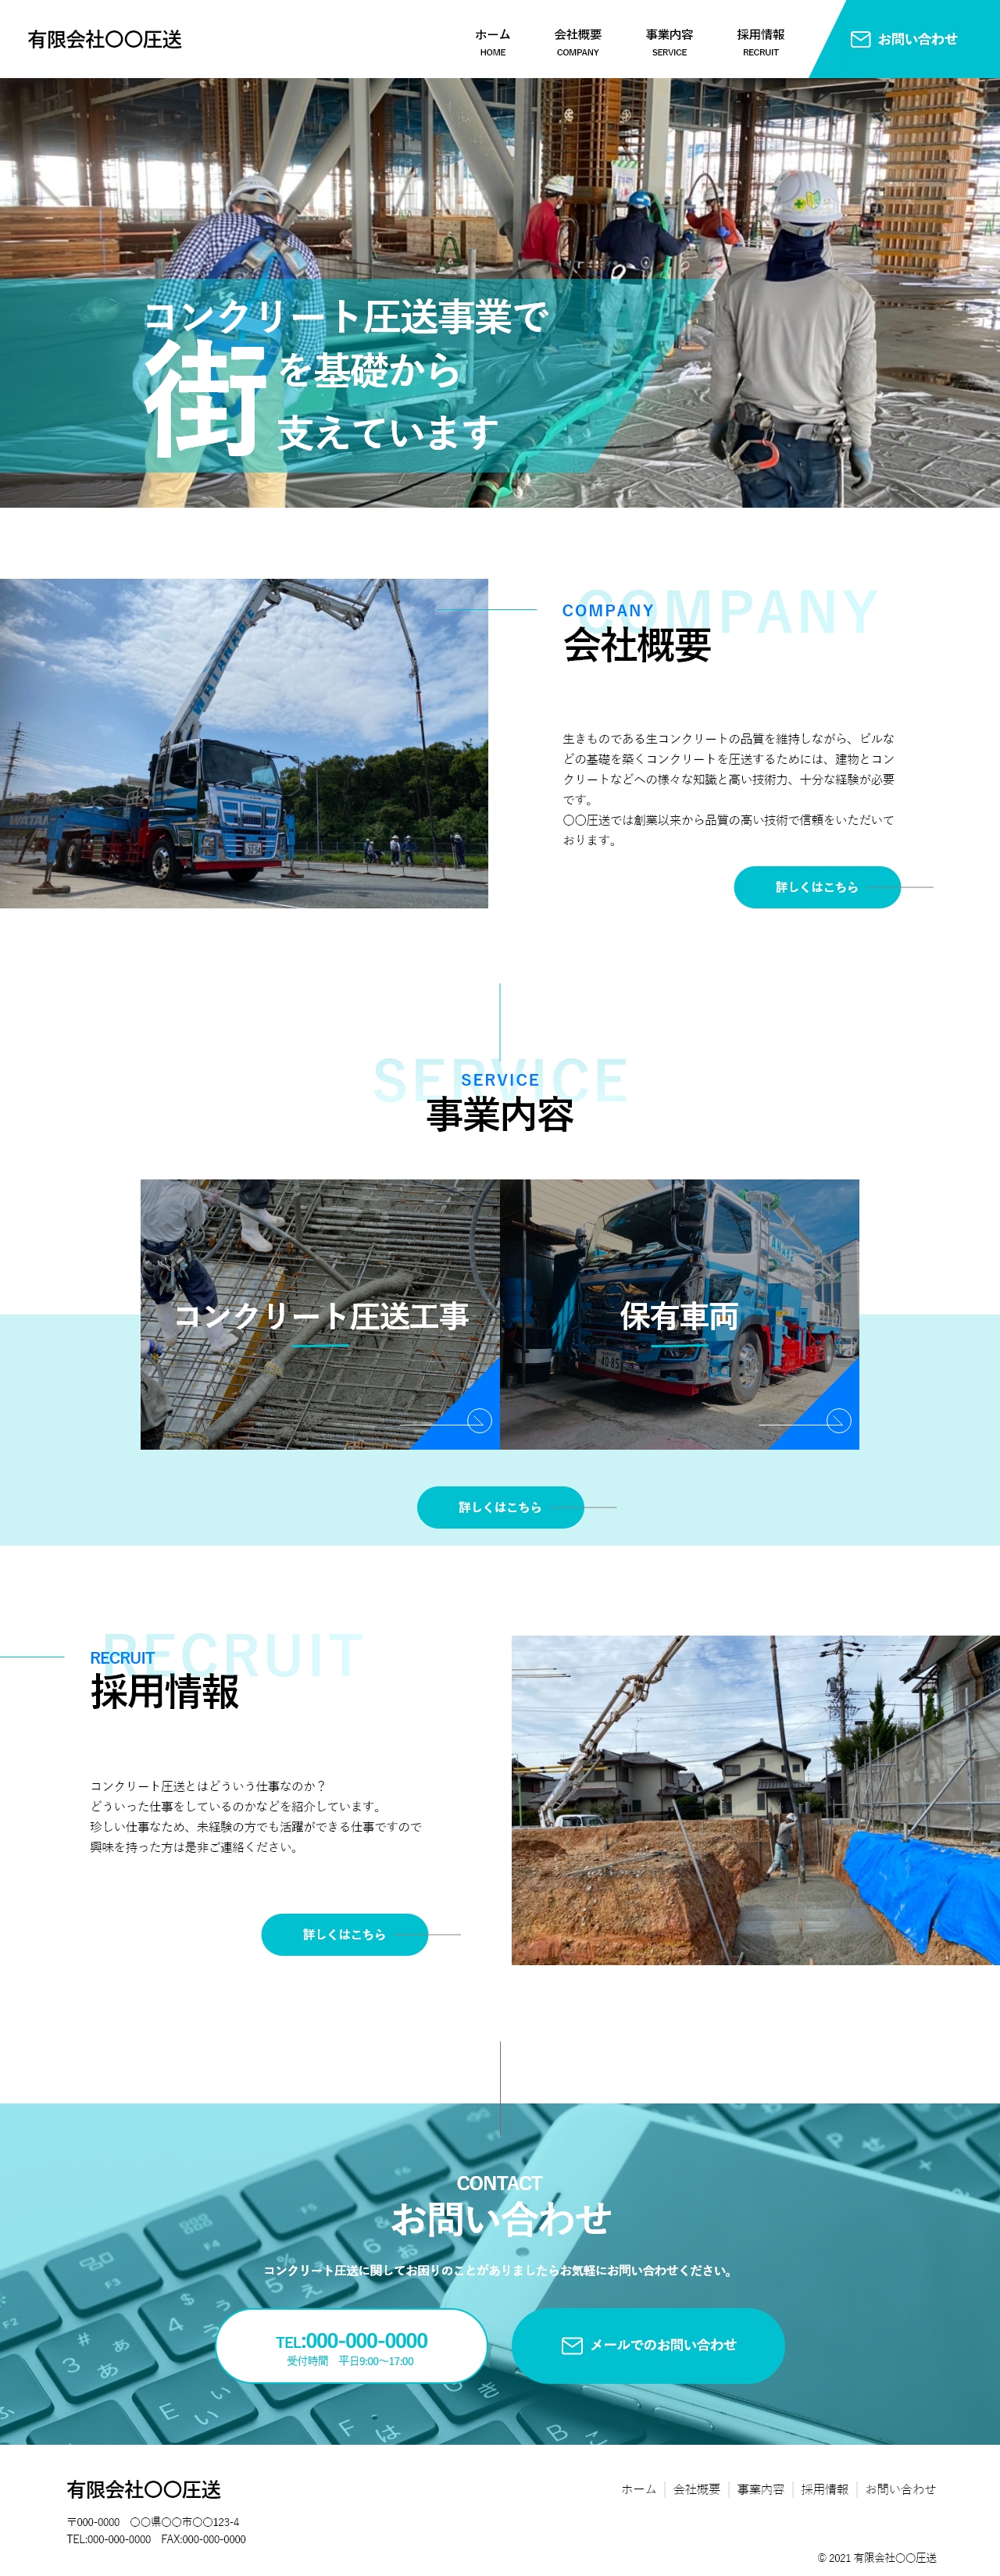 有限会社〇〇圧送
ホーム
HOME
会社概要
COMPANY
事業内容
SERVICE
採用情報
RECRUIT
お問い合わせ
コンクリート圧送事業で
街を基礎から
支えています
COMPANY
COMPANY
会社概要
生きものである生コンクリートの品質を維持しながら、ビルな
どの基礎を築くコンクリートを圧送するためには、建物とコン
クリートなどへの様々な知識と高い技術力、十分な経験が必要
です。
〇〇圧送では創業以来から品質の高い技術で信頼をいただいて
おります。
詳しくはこちら
SERVICE
SERVICE
事業内容
コンクリート圧送工事
保有車両
詳しくはこちら
RECRUIT
RECRUIT
採用情報
コンクリート圧送とはどういう仕事なのか？
どういった仕事をしているのかなどを紹介しています。
珍しい仕事なため、未経験の方でも活躍ができる仕事ですので
興味を持った方は是非ご連絡ください。
詳しくはこちら
CONTACT
お問い合わせ
コンクリート圧送に関してお困りのことがありましたらお気軽にお問い合わせください。
TEL:000-000-0000
受付時間　平日9:00〜17:00
メールでのお問い合わせ
有限会社〇〇圧送
〒000-0000　〇〇県〇〇市〇〇123-4
TEL:000-000-0000　FAX:000-000-0000
ホーム
会社概要
事業内容
採用情報
お問い合わせ
© 2021 有限会社〇〇圧送